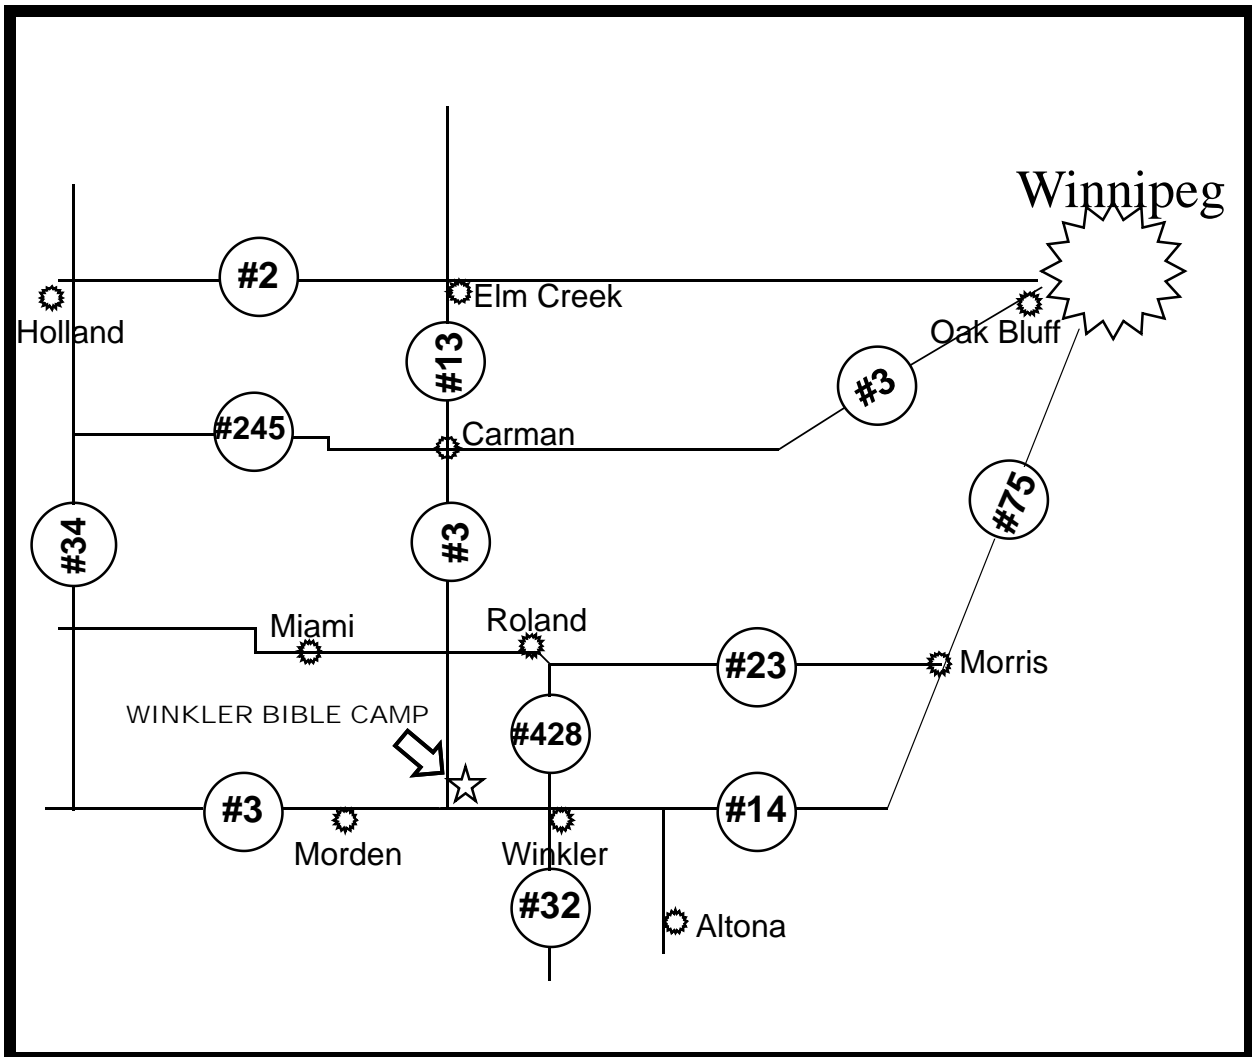 Winnipeg
#2
Elm Creek
Holland
Oak Bluff
#13
#3
#245
Carman
#75
#34
#3
Miami
Roland
#23
Morris
WINKLER BIBLE CAMP
#428
#3
#14
Morden
Winkler
#32
Altona